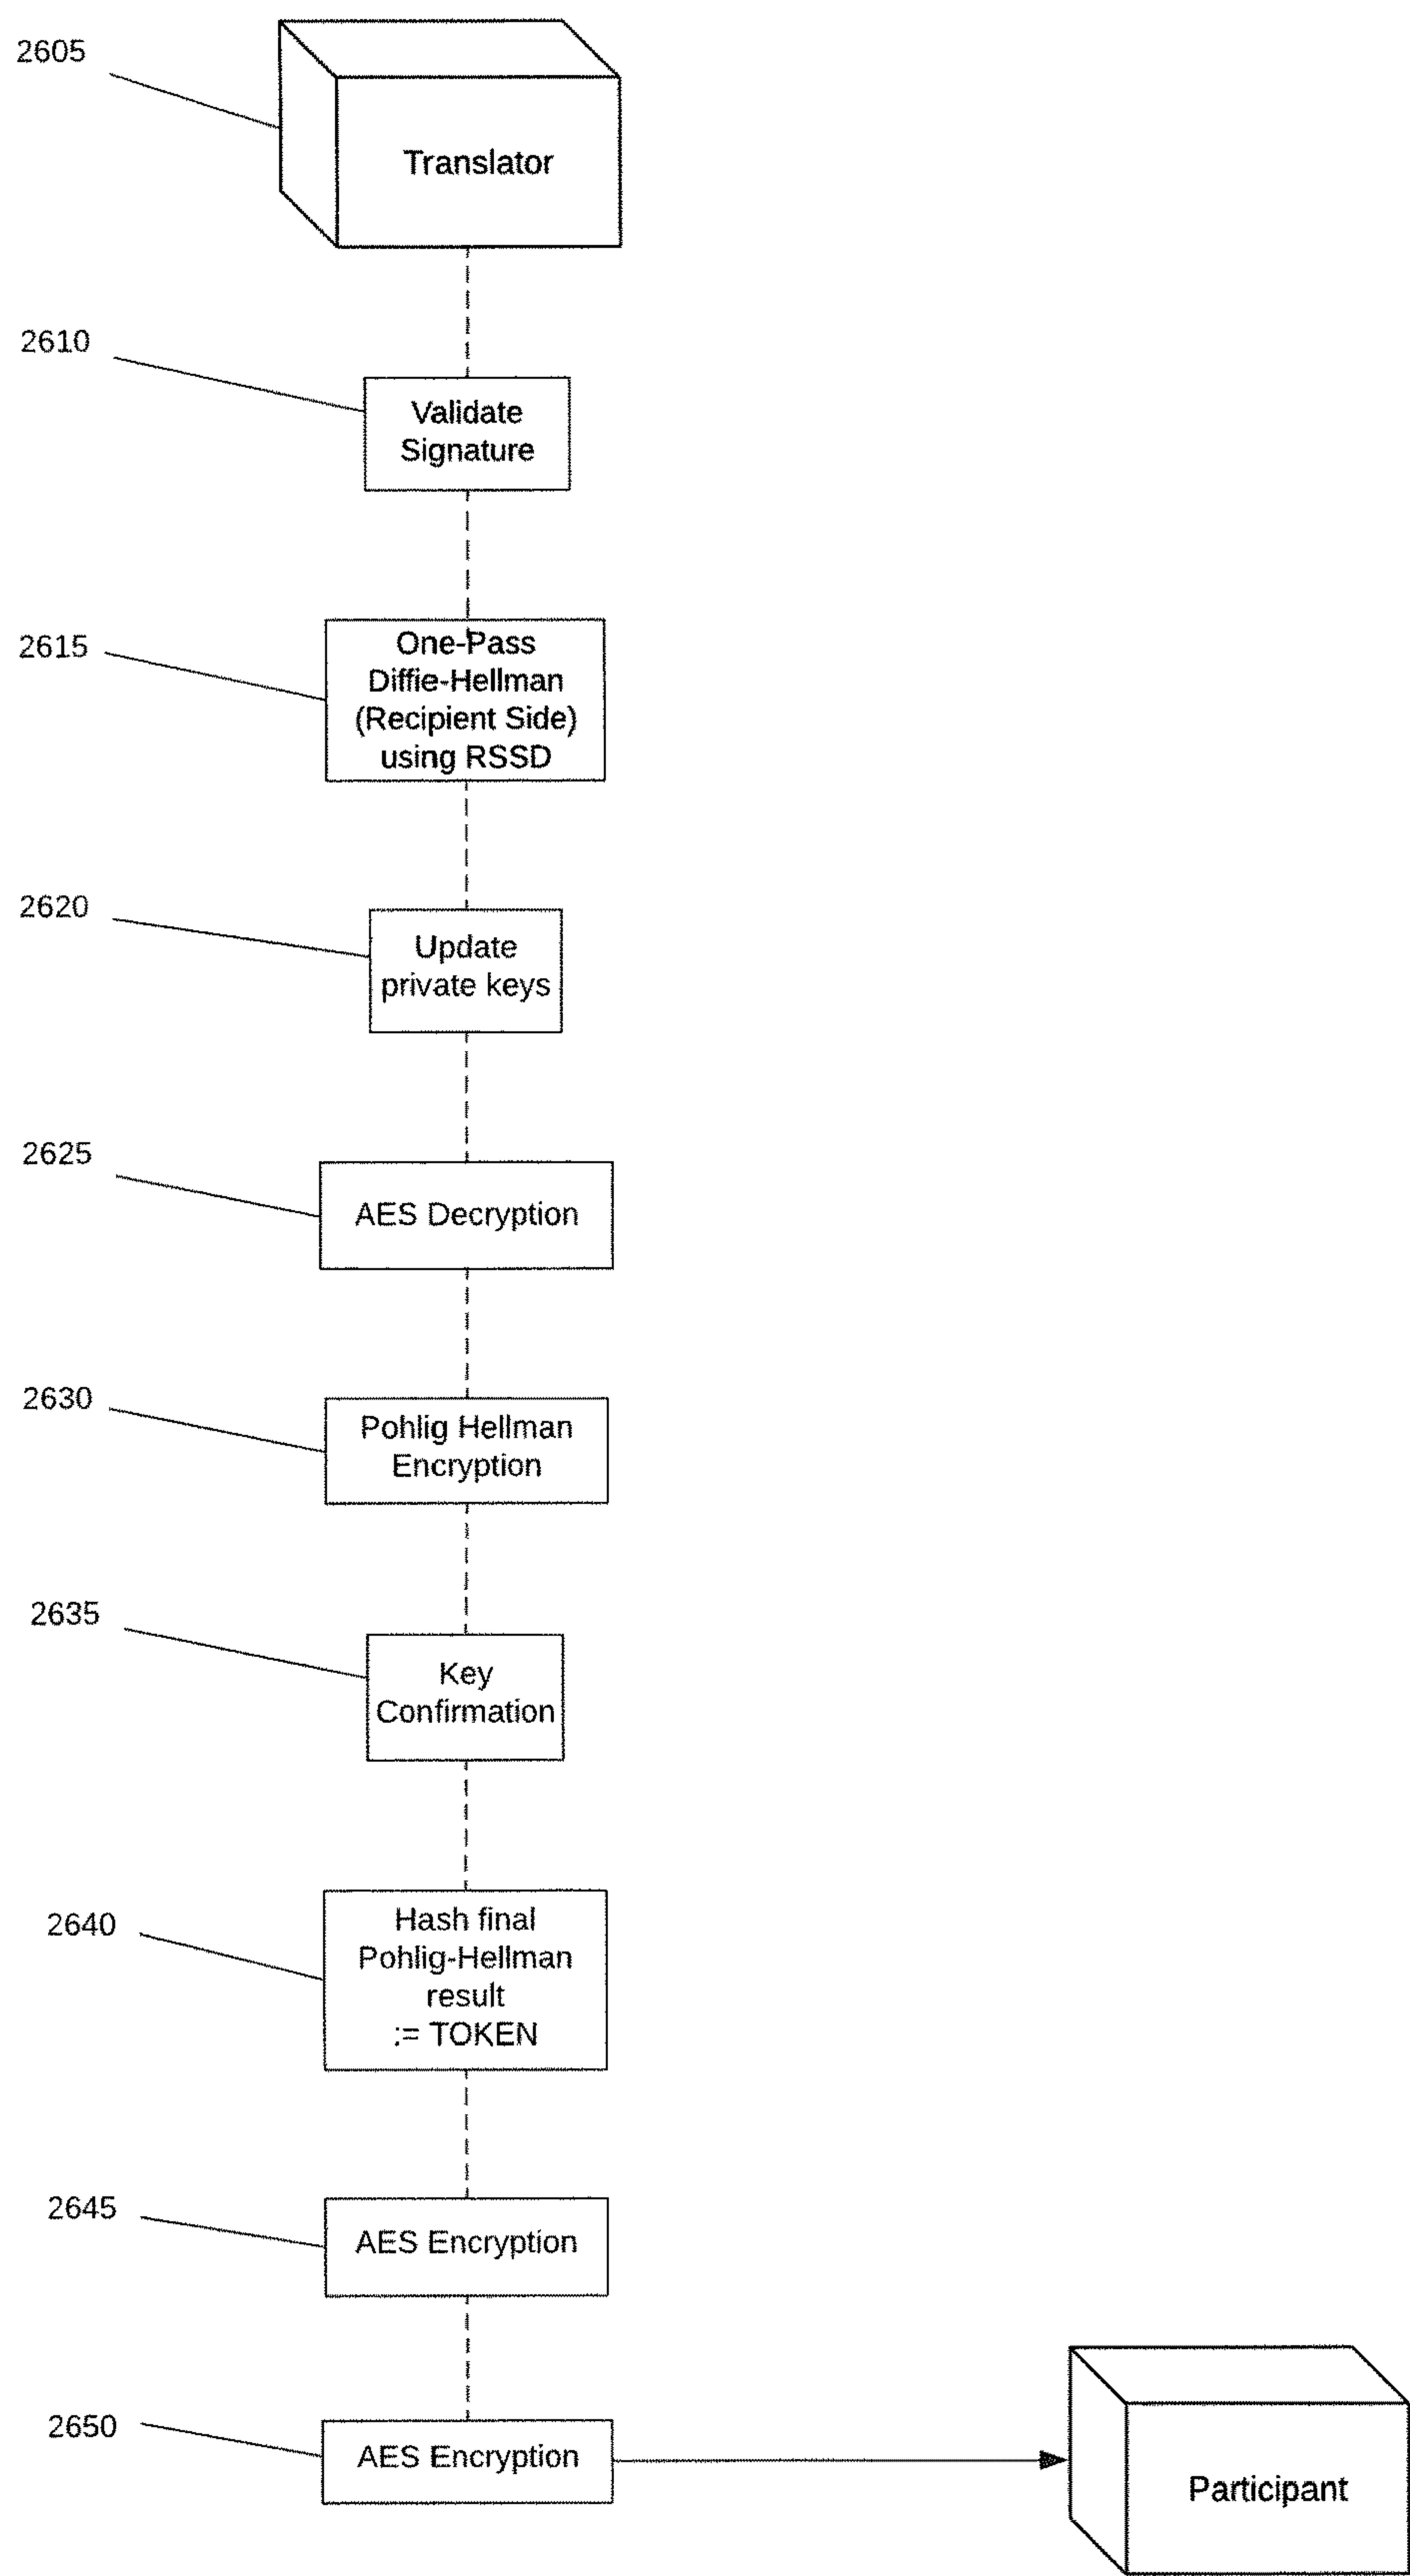 2605
Translator
2610
Validate
Signature
2615
One-Pass
Diffie-Hellman
(Recipient Side)
using RSSD
2620
Update
private keys
2625
AES Decryption
2630
Pohlig Hellman
Encryption
2635
Key
Confirmation
2640
Hash final
Pohlig-Hellman
result
:= TOKEN
2645
AES Encryption
2650
AES Encryption
Participant